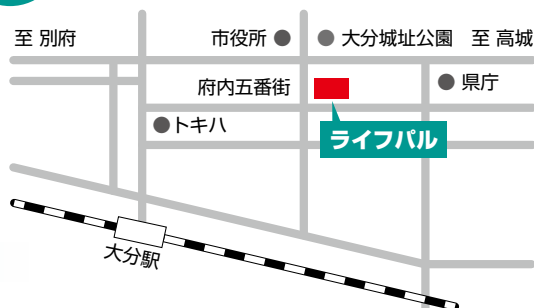 至 別府
市役所
大分城址公園
至 高城
府内五番街
県庁
トキハ
ライフパル
大分駅